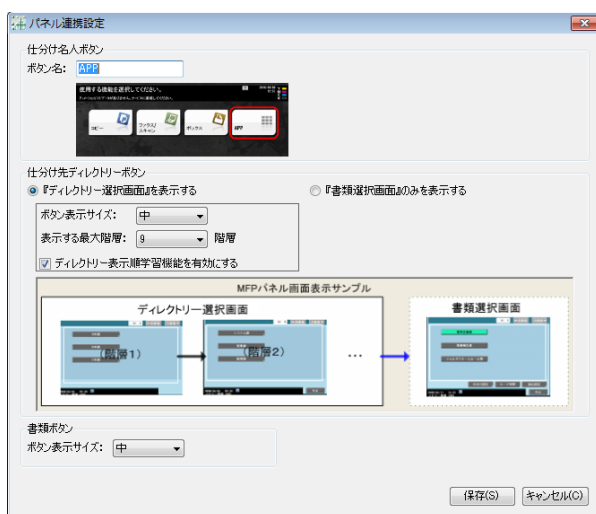 パネル連携設定
仕分け名人ボタン
ボタン名: APP
使用する機能を選択してください。
コピー
ファクス/
スキャン
ボックス
APP
仕分け先ディレクトリーボタン
『ディレクトリー選択画面』を表示する
『書類選択画面』のみを表示する
ボタン表示サイズ: 中
表示する最大階層: 9 階層
ディレクトリー表示順学習機能を有効にする
MFPパネル画面表示サンプル
ディレクトリー選択画面
書類選択画面
(階層1)
(階層2)
...
書類ボタン
ボタン表示サイズ: 中
保存(S)
キャンセル(C)